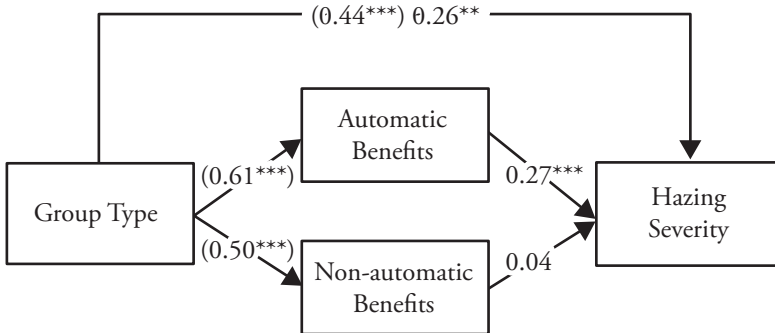 (0.44***) 0.26**
Automatic
Benefits
(0.61***)
0.27***
Group Type
Hazing
Severity
(0.50***)
Non-automatic
Benefits
0.04